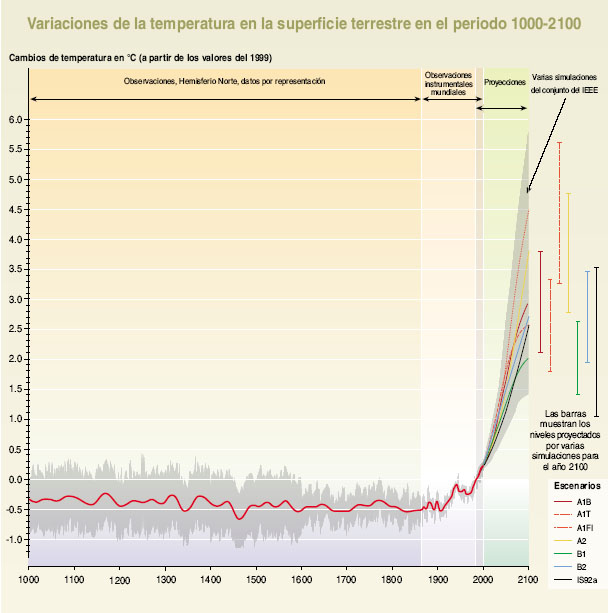 Variaciones de la temperatura en la superficie terrestre en el periodo 1000-2100
Cambios de temperatura en °C (a partir de los valores del 1999)
Observaciones, Hemisferio Norte, datos por representación
Observaciones
instrumentales
mundiales
Proyecciones
Varias simulaciones
del conjunto del IEEE
6.0
5.5
5.0
4.5
4.0
3.5
3.0
2.5
2.0
1.5
1.0
0.5
0.0
-0.5
-1.0
1000 1100 1200 1300 1400 1500 1600 1700 1800 1900 2000 2100
Las barras
muestran los
niveles proyectados
por varias
simulaciones para
el año 2100
Escenarios
A1B
A1T
A1FI
A2
B1
B2
IS92a